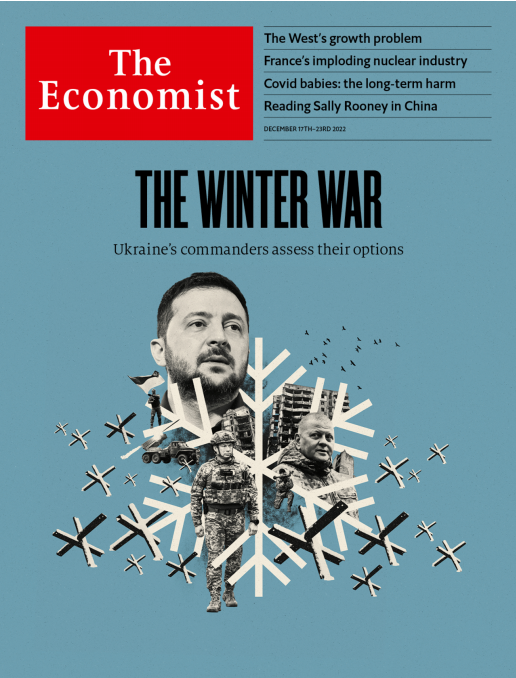 The
Economist
The West's growth problem
France's imploding nuclear industry
Covid babies: the long-term harm
Reading Sally Rooney in China
DECEMBER 17TH–23RD 2022
THE WINTER WAR
Ukraine's commanders assess their options